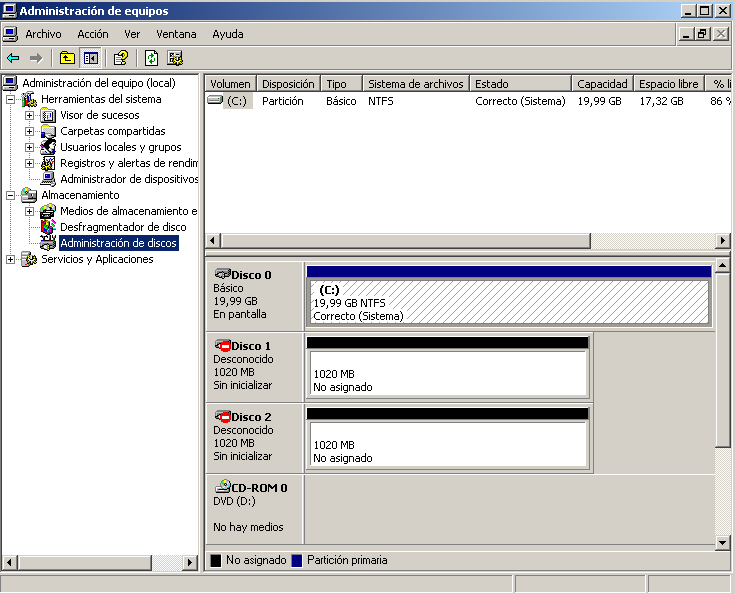 Administración de equipos
Archivo Acción Ver Ventana Ayuda
Administración del equipo (local)
Herramientas del sistema
Visor de sucesos
Carpetas compartidas
Usuarios locales y grupos
Registros y alertas de rendim
Administrador de dispositivos
Almacenamiento
Medios de almacenamiento e
Desfragmentador de disco
Administración de discos
Servicios y Aplicaciones
Volumen Disposición Tipo Sistema de archivos Estado Capacidad Espacio libre % li
(C:) Partición Básico NTFS Correcto (Sistema) 19,99 GB 17,32 GB 86 %
Disco 0
Básico
19,99 GB
En pantalla
(C:)
19,99 GB NTFS
Correcto (Sistema)
Disco 1
Desconocido
1020 MB
Sin inicializar
1020 MB
No asignado
Disco 2
Desconocido
1020 MB
Sin inicializar
1020 MB
No asignado
CD-ROM 0
DVD (D:)
No hay medios
No asignado Partición primaria